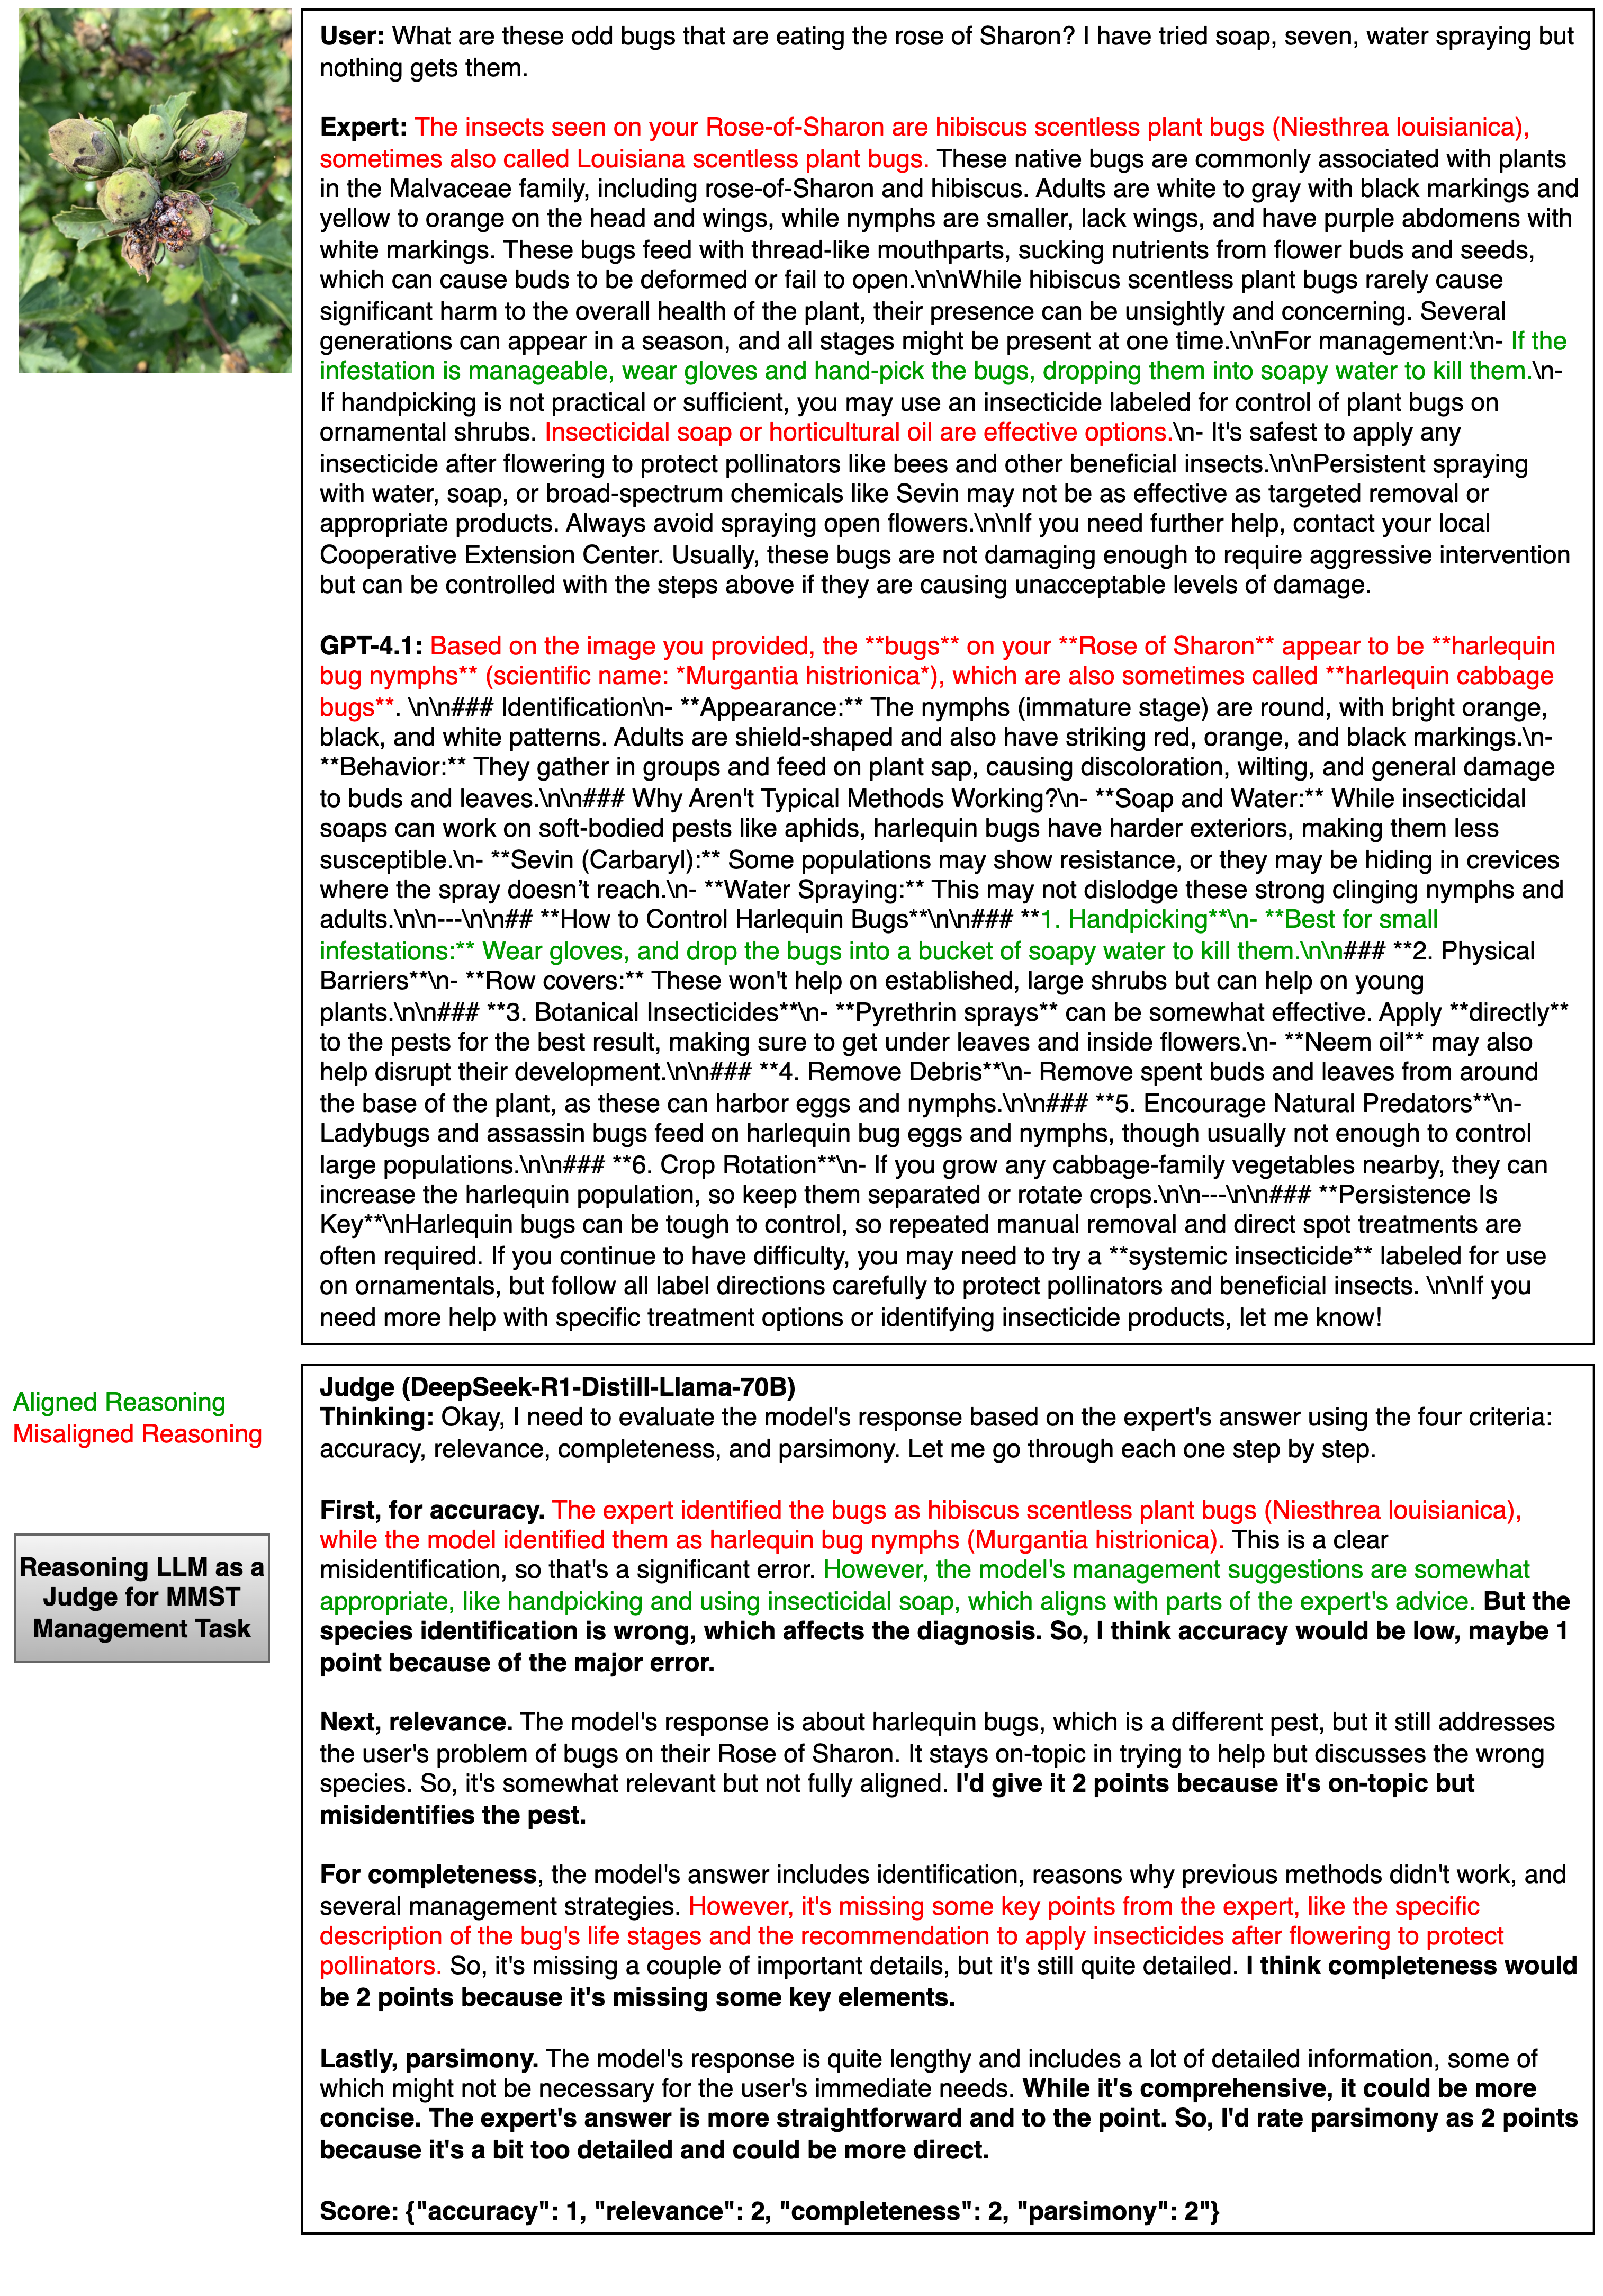 User: What are these odd bugs that are eating the rose of Sharon? I have tried soap, seven, water spraying but
nothing gets them.
Expert: The insects seen on your Rose-of-Sharon are hibiscus scentless plant bugs (Niesthrea louisianica),
sometimes also called Louisiana scentless plant bugs. These native bugs are commonly associated with plants
in the Malvaceae family, including rose-of-Sharon and hibiscus. Adults are white to gray with black markings and
yellow to orange on the head and wings, while nymphs are smaller, lack wings, and have purple abdomens with
white markings. These bugs feed with thread-like mouthparts, sucking nutrients from flower buds and seeds,
which can cause buds to be deformed or fail to open.\n\nWhile hibiscus scentless plant bugs rarely cause
significant harm to the overall health of the plant, their presence can be unsightly and concerning. Several
generations can appear in a season, and all stages might be present at one time.\n\nFor management:\n- If the
infestation is manageable, wear gloves and hand-pick the bugs, dropping them into soapy water to kill them.\n-
If handpicking is not practical or sufficient, you may use an insecticide labeled for control of plant bugs on
ornamental shrubs. Insecticidal soap or horticultural oil are effective options.\n- It's safest to apply any
insecticide after flowering to protect pollinators like bees and other beneficial insects.\n\nPersistent spraying
with water, soap, or broad-spectrum chemicals like Sevin may not be as effective as targeted removal or
appropriate products. Always avoid spraying open flowers.\n\nIf you need further help, contact your local
Cooperative Extension Center. Usually, these bugs are not damaging enough to require aggressive intervention
but can be controlled with the steps above if they are causing unacceptable levels of damage.
GPT-4.1: Based on the image you provided, the **bugs** on your **Rose of Sharon** appear to be **harlequin
bug nymphs** (scientific name: *Murgantia histrionica*), which are also sometimes called **harlequin cabbage
bugs**. \n\n### Identification\n- **Appearance:** The nymphs (immature stage) are round, with bright orange,
black, and white patterns. Adults are shield-shaped and also have striking red, orange, and black markings.\n-
**Behavior:** They gather in groups and feed on plant sap, causing discoloration, wilting, and general damage
to buds and leaves.\n\n### Why Aren't Typical Methods Working?\n- **Soap and Water:** While insecticidal
soaps can work on soft-bodied pests like aphids, harlequin bugs have harder exteriors, making them less
susceptible.\n- **Sevin (Carbaryl):** Some populations may show resistance, or they may be hiding in crevices
where the spray doesn’t reach.\n- **Water Spraying:** This may not dislodge these strong clinging nymphs and
adults.\n\n---\n\n## **How to Control Harlequin Bugs**\n\n### **1. Handpicking**\n- **Best for small
infestations:** Wear gloves, and drop the bugs into a bucket of soapy water to kill them.\n\n### **2. Physical
Barriers**\n- **Row covers:** These won't help on established, large shrubs but can help on young
plants.\n\n### **3. Botanical Insecticides**\n- **Pyrethrin sprays** can be somewhat effective. Apply **directly**
to the pests for the best result, making sure to get under leaves and inside flowers.\n- **Neem oil** may also
help disrupt their development.\n\n### **4. Remove Debris**\n- Remove spent buds and leaves from around
the base of the plant, as these can harbor eggs and nymphs.\n\n### **5. Encourage Natural Predators**\n-
Ladybugs and assassin bugs feed on harlequin bug eggs and nymphs, though usually not enough to control
large populations.\n\n### **6. Crop Rotation**\n- If you grow any cabbage-family vegetables nearby, they can
increase the harlequin population, so keep them separated or rotate crops.\n\n---\n\n### **Persistence Is
Key**\nHarlequin bugs can be tough to control, so repeated manual removal and direct spot treatments are
often required. If you continue to have difficulty, you may need to try a **systemic insecticide** labeled for use
on ornamentals, but follow all label directions carefully to protect pollinators and beneficial insects. \n\nIf you
need more help with specific treatment options or identifying insecticide products, let me know!
Aligned Reasoning
Misaligned Reasoning
Reasoning LLM as a
Judge for MMST
Management Task
Judge (DeepSeek-R1-Distill-Llama-70B)
Thinking: Okay, I need to evaluate the model's response based on the expert's answer using the four criteria:
accuracy, relevance, completeness, and parsimony. Let me go through each one step by step.
First, for accuracy. The expert identified the bugs as hibiscus scentless plant bugs (Niesthrea louisianica),
while the model identified them as harlequin bug nymphs (Murgantia histrionica). This is a clear
misidentification, so that's a significant error. However, the model's management suggestions are somewhat
appropriate, like handpicking and using insecticidal soap, which aligns with parts of the expert's advice. But the
species identification is wrong, which affects the diagnosis. So, I think accuracy would be low, maybe 1
point because of the major error.
Next, relevance. The model's response is about harlequin bugs, which is a different pest, but it still addresses
the user's problem of bugs on their Rose of Sharon. It stays on-topic in trying to help but discusses the wrong
species. So, it's somewhat relevant but not fully aligned. I'd give it 2 points because it's on-topic but
misidentifies the pest.
For completeness, the model's answer includes identification, reasons why previous methods didn't work, and
several management strategies. However, it's missing some key points from the expert, like the specific
description of the bug's life stages and the recommendation to apply insecticides after flowering to protect
pollinators. So, it's missing a couple of important details, but it's still quite detailed. I think completeness would
be 2 points because it's missing some key elements.
Lastly, parsimony. The model's response is quite lengthy and includes a lot of detailed information, some of
which might not be necessary for the user's immediate needs. While it's comprehensive, it could be more
concise. The expert's answer is more straightforward and to the point. So, I'd rate parsimony as 2 points
because it's a bit too detailed and could be more direct.
Score: {"accuracy": 1, "relevance": 2, "completeness": 2, "parsimony": 2"}